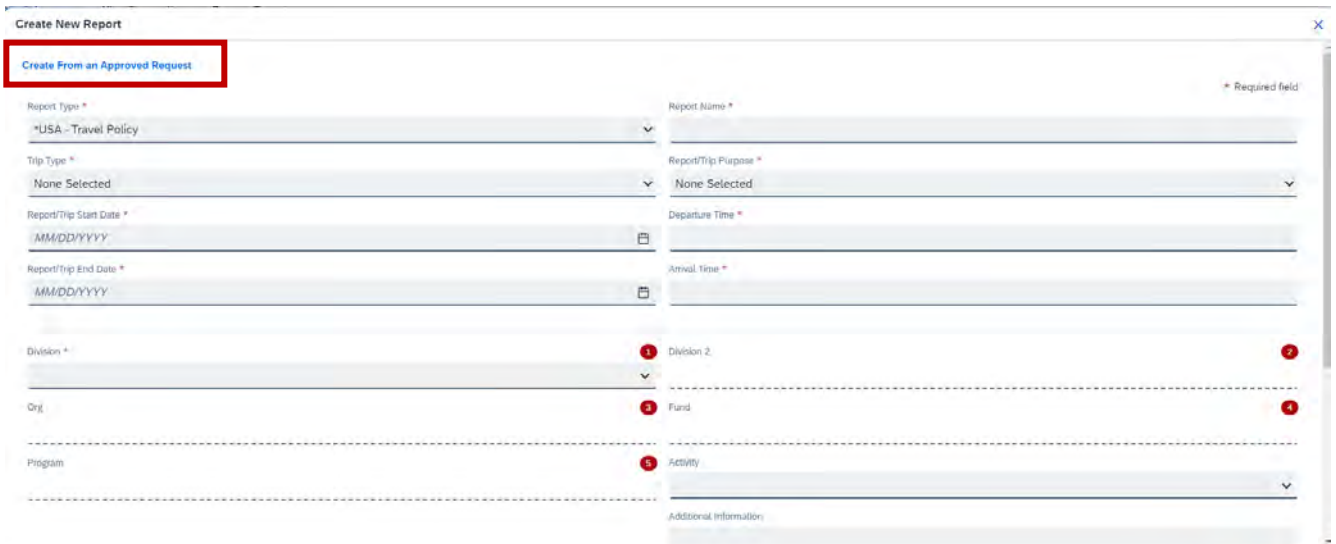 Create New Report
Create From an Approved Request
* Required field
Report Type *
Report Name *
*USA - Travel Policy
Trip Type *
Report/Trip Purpose *
None Selected
None Selected
Report/Trip Start Date *
Departure Time *
MM/DD/YYYY
Report/Trip End Date *
Arrival Time *
MM/DD/YYYY
Division *
1
Division 2
2
Org
3
Fund
4
Program
5
Activity
Additional Information